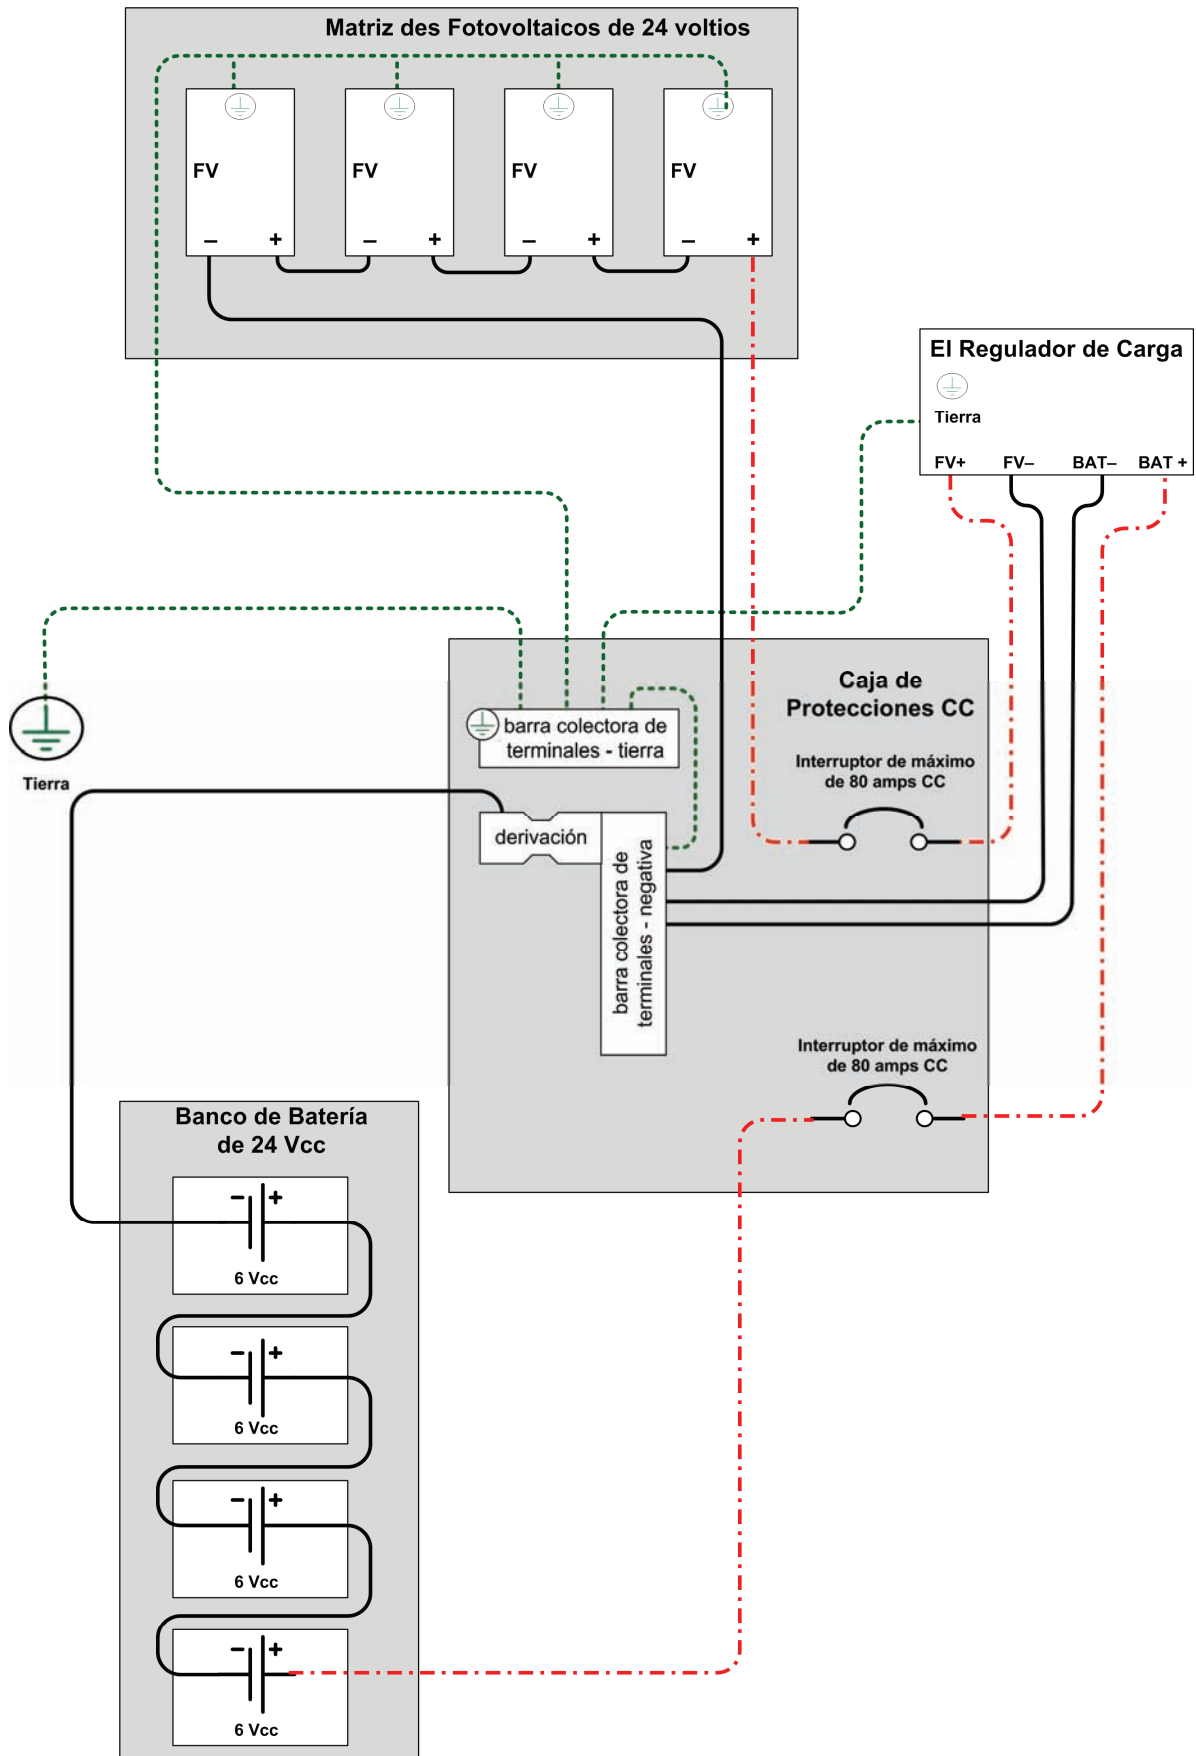 Matriz des Fotovoltaicos de 24 voltios
FV
FV
FV
FV
– +
– +
– +
– +
El Regulador de Carga
Tierra
FV+ FV– BAT– BAT +
Caja de
Protecciones CC
barra colectora de
terminales - tierra
Interruptor de máximo
de 80 amps CC
Tierra
derivación
barra colectora de
terminales - negativa
Interruptor de máximo
de 80 amps CC
Banco de Batería
de 24 Vcc
– +
6 Vcc
– +
6 Vcc
– +
6 Vcc
– +
6 Vcc